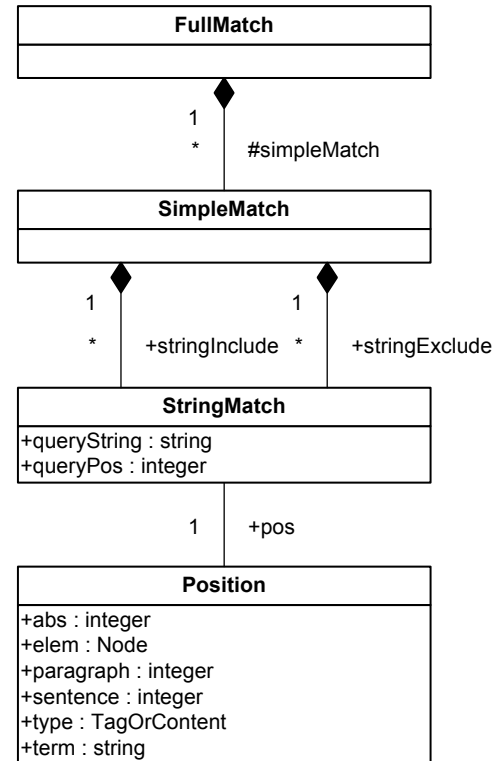 FullMatch
1
* #simpleMatch
SimpleMatch
1 1
* +stringInclude * +stringExclude
StringMatch
+queryString : string
+queryPos : integer
1 +pos
Position
+abs : integer
+elem : Node
+paragraph : integer
+sentence : integer
+type : TagOrContent
+term : string